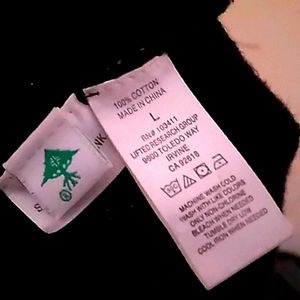 100% COTTON
MADE IN CHINA
L
RN# 103411
LIFTED RESEARCH GROUP
9600 TOLEDO WAY
IRVINE
CA 92618
MACHINE WASH COLD
WASH WITH LIKE COLORS
ONLY NON-CHLORINE
BLEACH WHEN NEEDED
TUMBLE DRY LOW
COOL IRON WHEN NEEDED